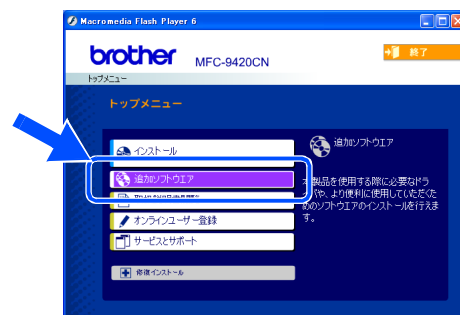 Macromedia Flash Player 6
brother MFC-9420CN
終了
トップメニュー
トップメニュー
インストール
追加ソフトウエア
オンラインユーザー登録
サービスとサポート
修復インストール
追加ソフトウエア
本製品を使用する際に必要なドラ
バや、より便利に使用していただくた
めのソフトウエアのインストールを行えま
す。